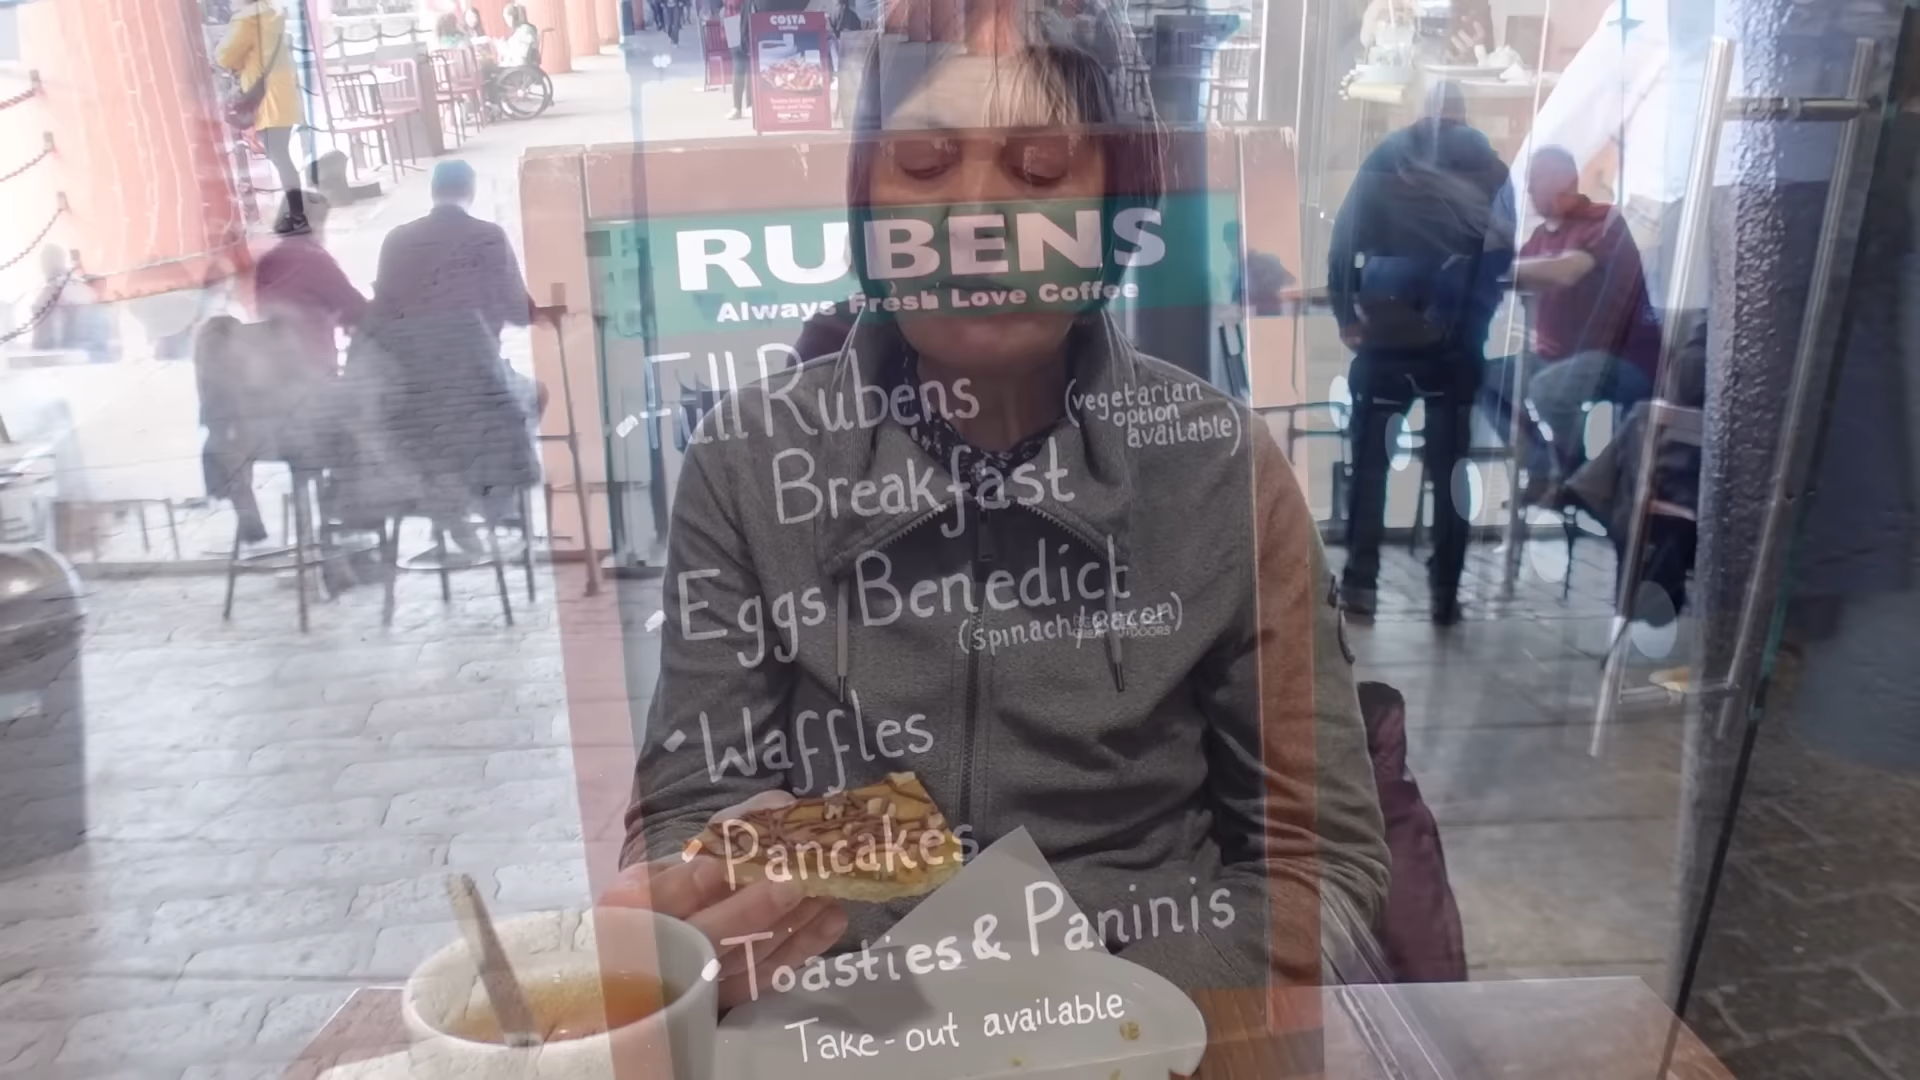 COSTA
RUBENS
Always Fresh Love Coffee
Full Rubens
(vegetarian
option
available)
Breakfast
Eggs Benedict
(spinach/Bacon)
Waffles
Pancakes
Toasties & Paninis
Take-out available